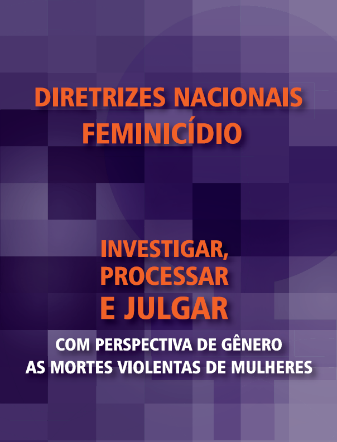 DIRETRIZES NACIONAIS
FEMINICÍDIO
INVESTIGAR,
PROCESSAR
E JULGAR
COM PERSPECTIVA DE GÊNERO
AS MORTES VIOLENTAS DE MULHERES